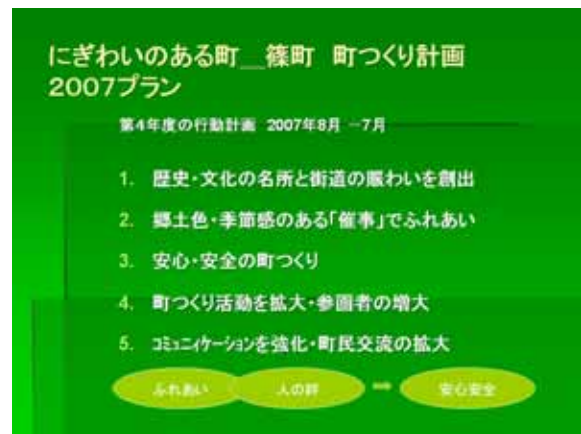 にぎわいのある町__篠町 町つくり計画
2007プラン
第4年度の行動計画 2007年8月 －7月
1. 歴史・文化の名所と街道の賑わいを創出
2. 郷土色・季節感のある「催事」でふれあい
3. 安心・安全の町つくり
4. 町つくり活動を拡大・参画者の増大
5. ｺﾐｭﾆｨｹｰｼｮﾝを強化・町民交流の拡大
ふれあい 人の絆 ⇒ 安心安全